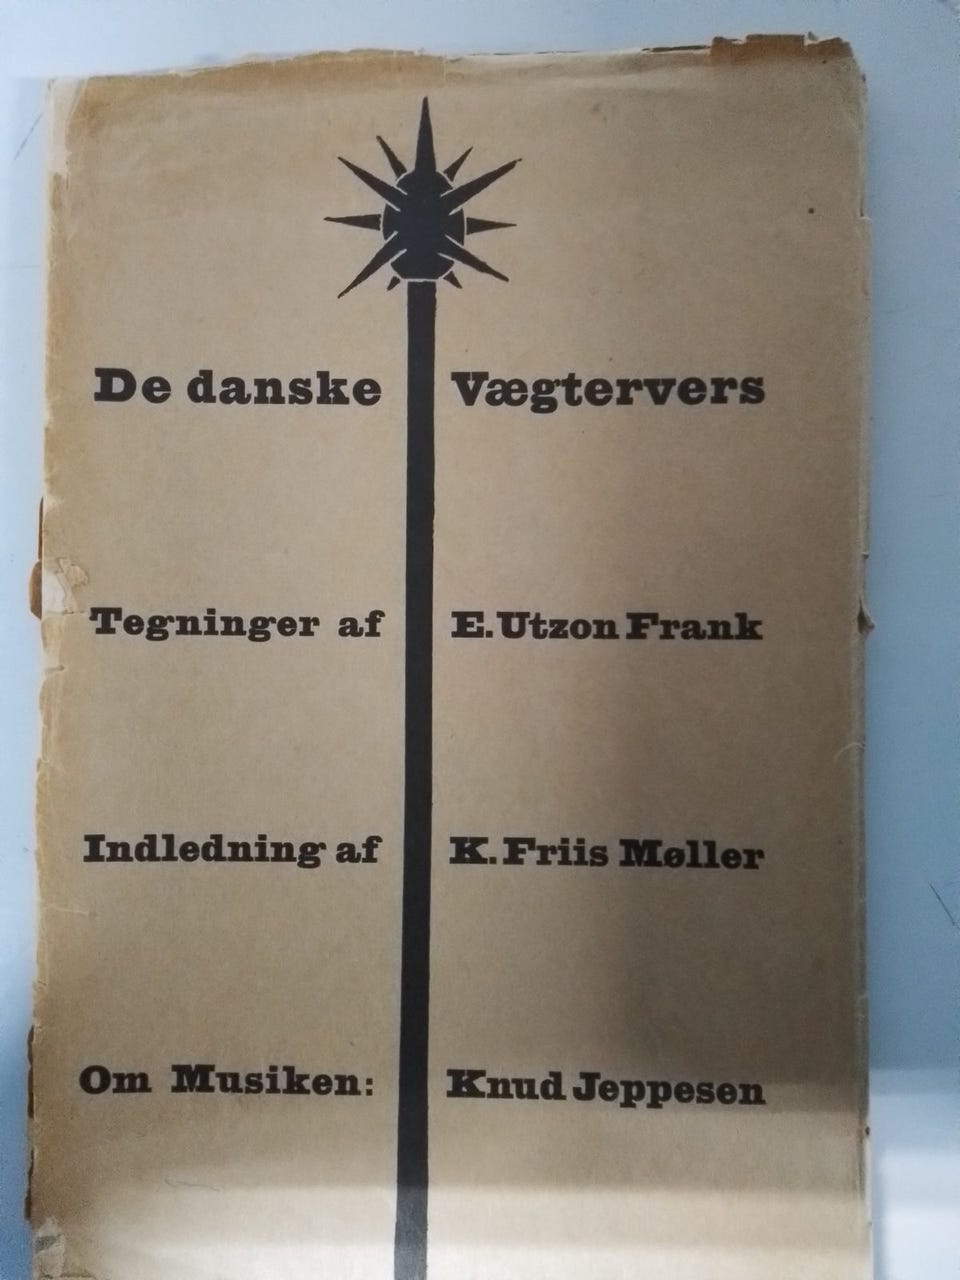 De danske Vægtervers
Tegninger af E. Utzon Frank
Indledning af K. Friis Møller
Om Musiken: Knud Jeppesen